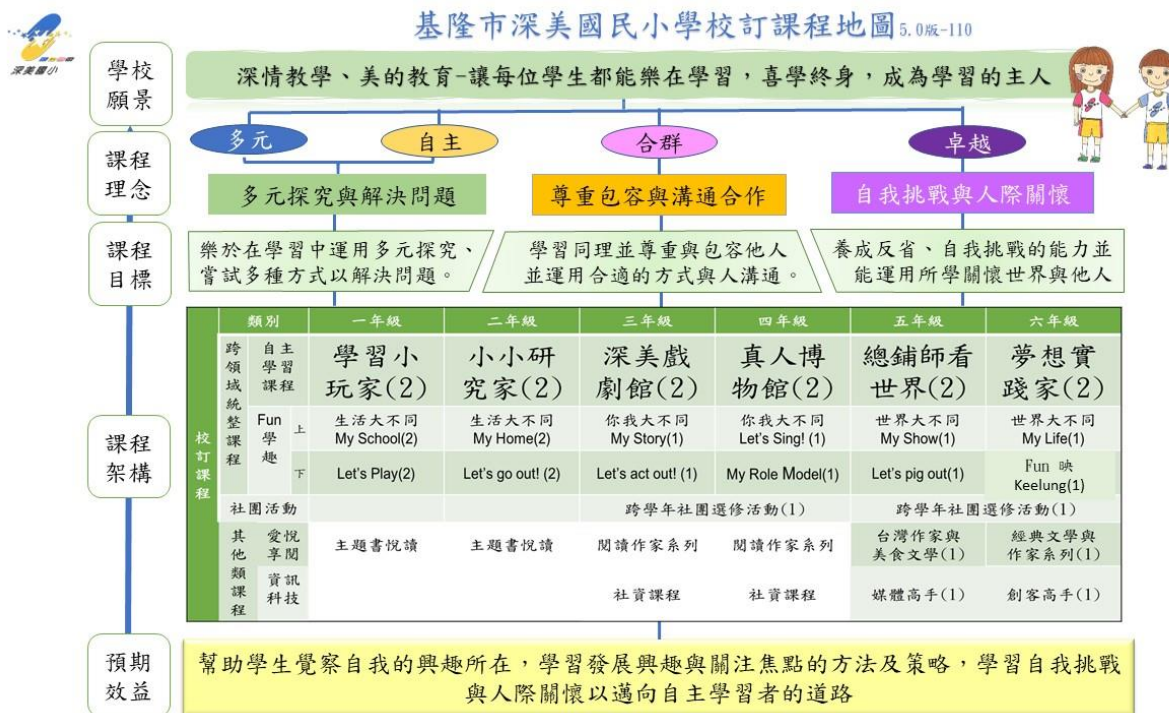 基隆市深美國民小學校訂課程地圖5.0版-110
深美國小
學校
願景
深情教學、美的教育-讓每位學生都能樂在學習，喜學終身，成為學習的主人
課程
理念
多元
自主
合群
卓越
多元探究與解決問題
尊重包容與溝通合作
自我挑戰與人際關懷
課程
目標
樂於在學習中運用多元探究、
嘗試多種方式以解決問題。
學習同理並尊重與包容他人
並運用合適的方式與人溝通。
養成反省、自我挑戰的能力並
能運用所學關懷世界與他人
課程
架構
校訂課程
類別
一年級
二年級
三年級
四年級
五年級
六年級
跨領域統整課程
自主
學習
課程
學習小
玩家(2)
小小研
究家(2)
深美戲
劇館(2)
真人博
物館(2)
總鋪師看
世界(2)
夢想實
踐家(2)
Fun
學
趣
上
生活大不同
My School(2)
生活大不同
My Home(2)
你我大不同
My Story(1)
你我大不同
Let's Sing! (1)
世界大不同
My Show(1)
世界大不同
My Life(1)
下
Let's Play(2)
Let's go out! (2)
Let's act out! (1)
My Role Model(1)
Let's pig out(1)
Fun 映
Keelung(1)
社團活動
跨學年社團選修活動(1)
跨學年社團選修活動(1)
其他類課程
愛悅
享閱
主題書悅讀
主題書悅讀
閱讀作家系列
閱讀作家系列
台灣作家與
美食文學(1)
經典文學與
作家系列(1)
資訊
科技
社資課程
社資課程
媒體高手(1)
創客高手(1)
預期
效益
幫助學生覺察自我的興趣所在，學習發展興趣與關注焦點的方法及策略，學習自我挑戰
與人際關懷以邁向自主學習者的道路